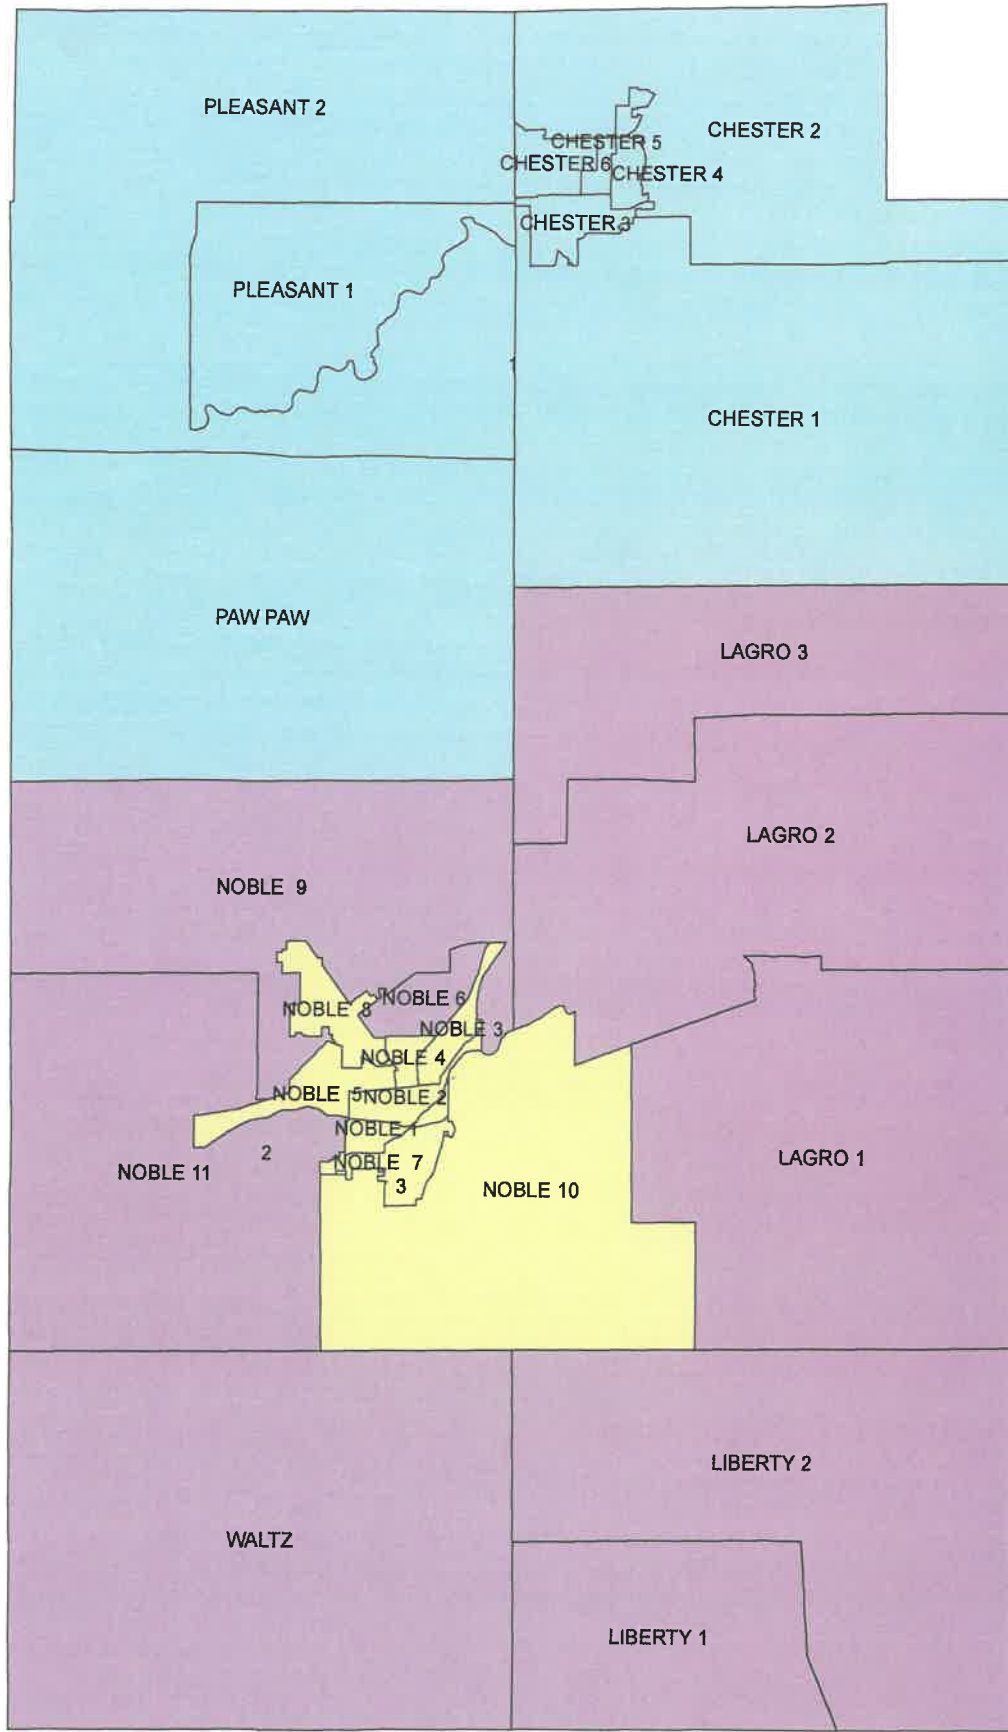 PLEASANT 2
CHESTER 2
CHESTER 5
CHESTER 6
CHESTER 4
CHESTER 3
PLEASANT 1
1
CHESTER 1
PAW PAW
LAGRO 3
LAGRO 2
NOBLE 9
NOBLE 6
NOBLE 8
NOBLE 3
NOBLE 4
NOBLE 5
NOBLE 2
NOBLE 1
2
NOBLE 11
NOBLE 7
3
NOBLE 10
LAGRO 1
LIBERTY 2
WALTZ
LIBERTY 1